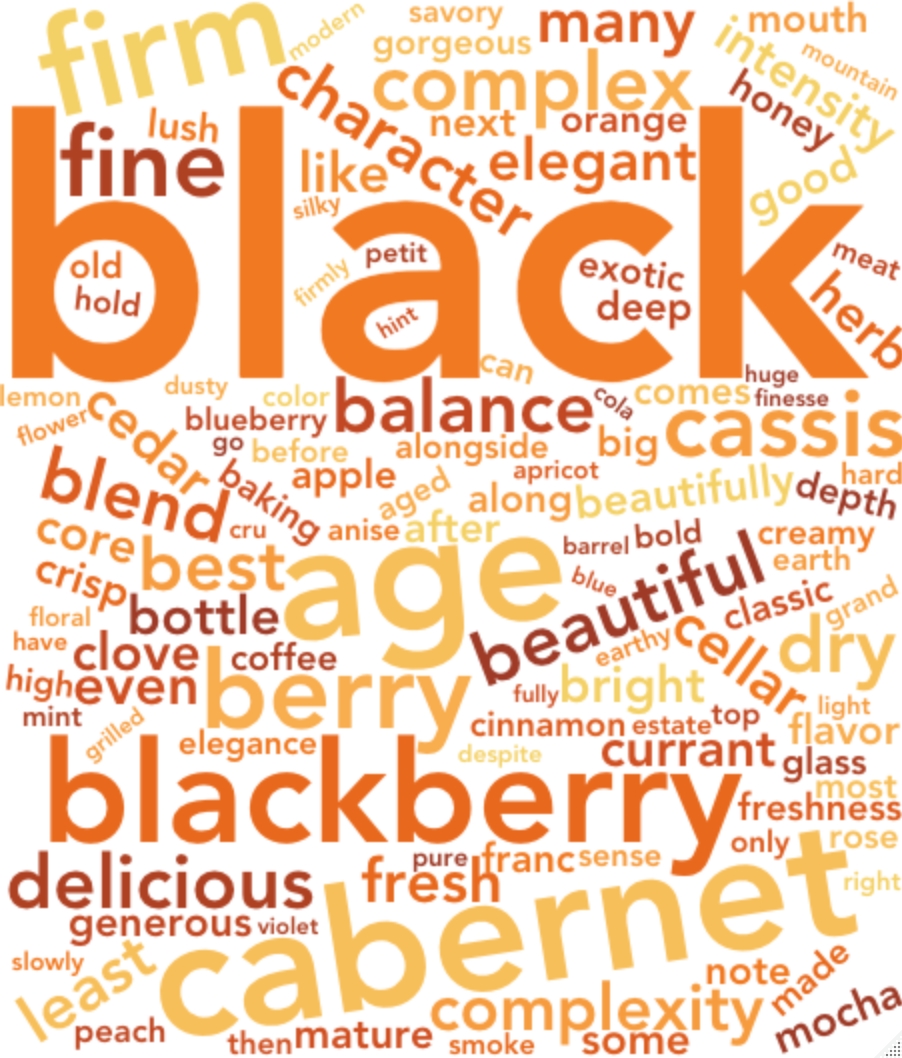 firm
modern
savory
gorgeous
many
mouth
intensity
mountain
honey
complex
character
lush
fine
next
orange
like
elegant
good
silky
black
old
hold
petit
firmly
hint
exotic
deep
meat
herb
can
huge
finesse
lemon
dusty
color
cola
comes
flower
cedar
blueberry
balance
cassis
go
before
alongside
big
blend
baking
apple
apricot
hard
aged
along
beautifully
depth
core
cru
anise
after
barrel
bold
creamy
best
age
earth
crisp
blue
beautiful
classic
grand
floral
bottle
have
clove
coffee
earthy
cellar
dry
high
even
berry
fully
bright
mint
light
grilled
elegance
cinnamon
estate
top
flavor
despite
currant
glass
blackberry
most
freshness
only
rose
delicious
pure
franc
sense
fresh
right
generous
violet
cabernet
slowly
least
note
made
complexity
mocha
peach
then
mature
smoke
some